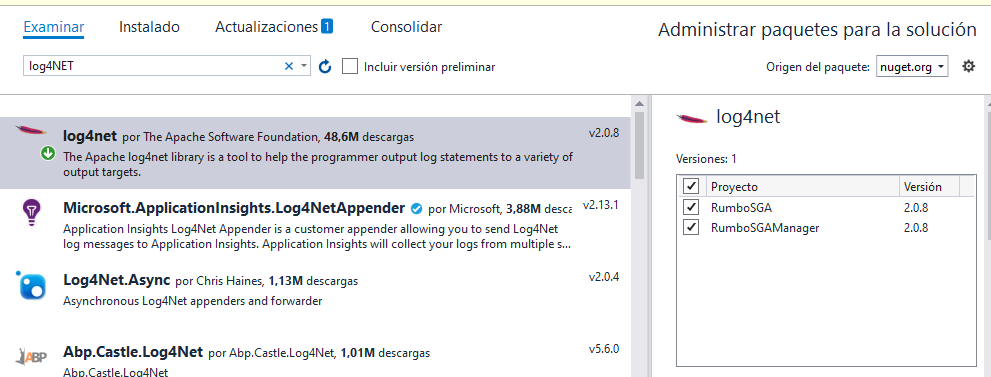 Examinar Instalado Actualizaciones 1 Consolidar
Administrar paquetes para la solución
log4NET
Incluir versión preliminar
Origen del paquete: nuget.org
log4net por The Apache Software Foundation, 48,6M descargas
v2.0.8
The Apache log4net library is a tool to help the programmer output log statements to a variety of
output targets.
Microsoft.ApplicationInsights.Log4NetAppender por Microsoft, 3,88M desca
v2.13.1
Application Insights Log4Net Appender is a customer appender allowing you to send Log4Net
log messages to Application Insights. Application Insights will collect your logs from multiple s...
Log4Net.Async por Chris Haines, 1,13M descargas
v2.0.4
Asynchronous Log4Net appenders and forwarder
ABP
Abp.Castle.Log4Net por Abp.Castle.Log4Net, 1,01M descargas
v5.6.0
Abp.Castle.Log4Net
log4net
Versiones: 1
Proyecto Versión
RumboSGA 2.0.8
RumboSGAManager 2.0.8